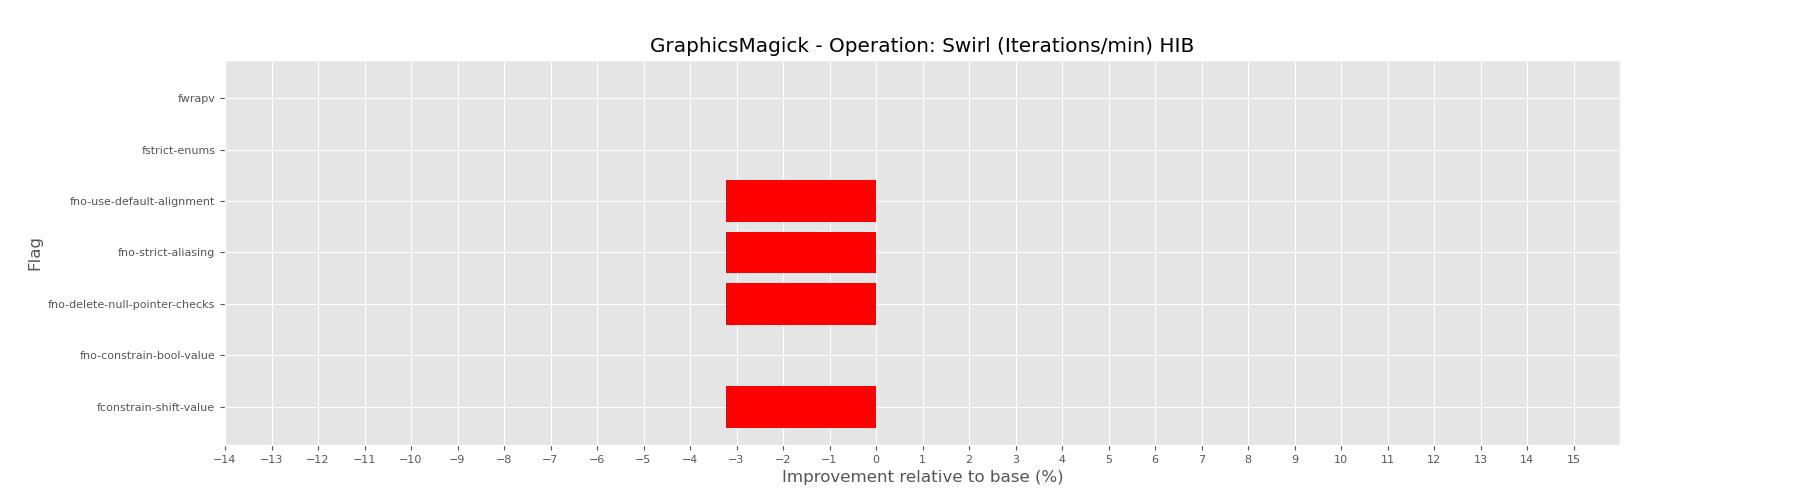 GraphicsMagick - Operation: Swirl (Iterations/min) HIB
Flag
fwrapv
fstrict-enums
fno-use-default-alignment
fno-strict-aliasing
fno-delete-null-pointer-checks
fno-constrain-bool-value
fconstrain-shift-value
−14 −13 −12 −11 −10 −9 −8 −7 −6 −5 −4 −3 −2 −1 0 1 2 3 4 5 6 7 8 9 10 11 12 13 14 15
Improvement relative to base (%)